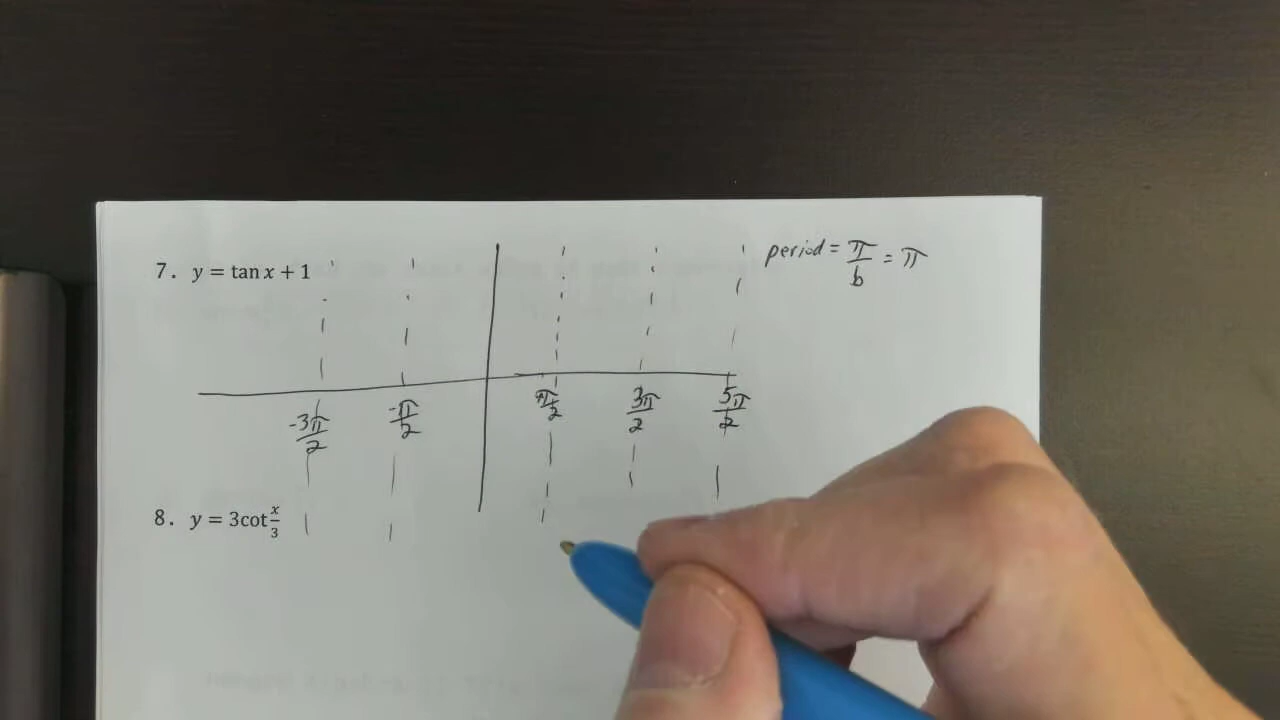 7. y = tan x + 1
period = π/b = π
-3π/2 -π/2 π/2 3π/2 5π/2
8. y = 3cot x/3